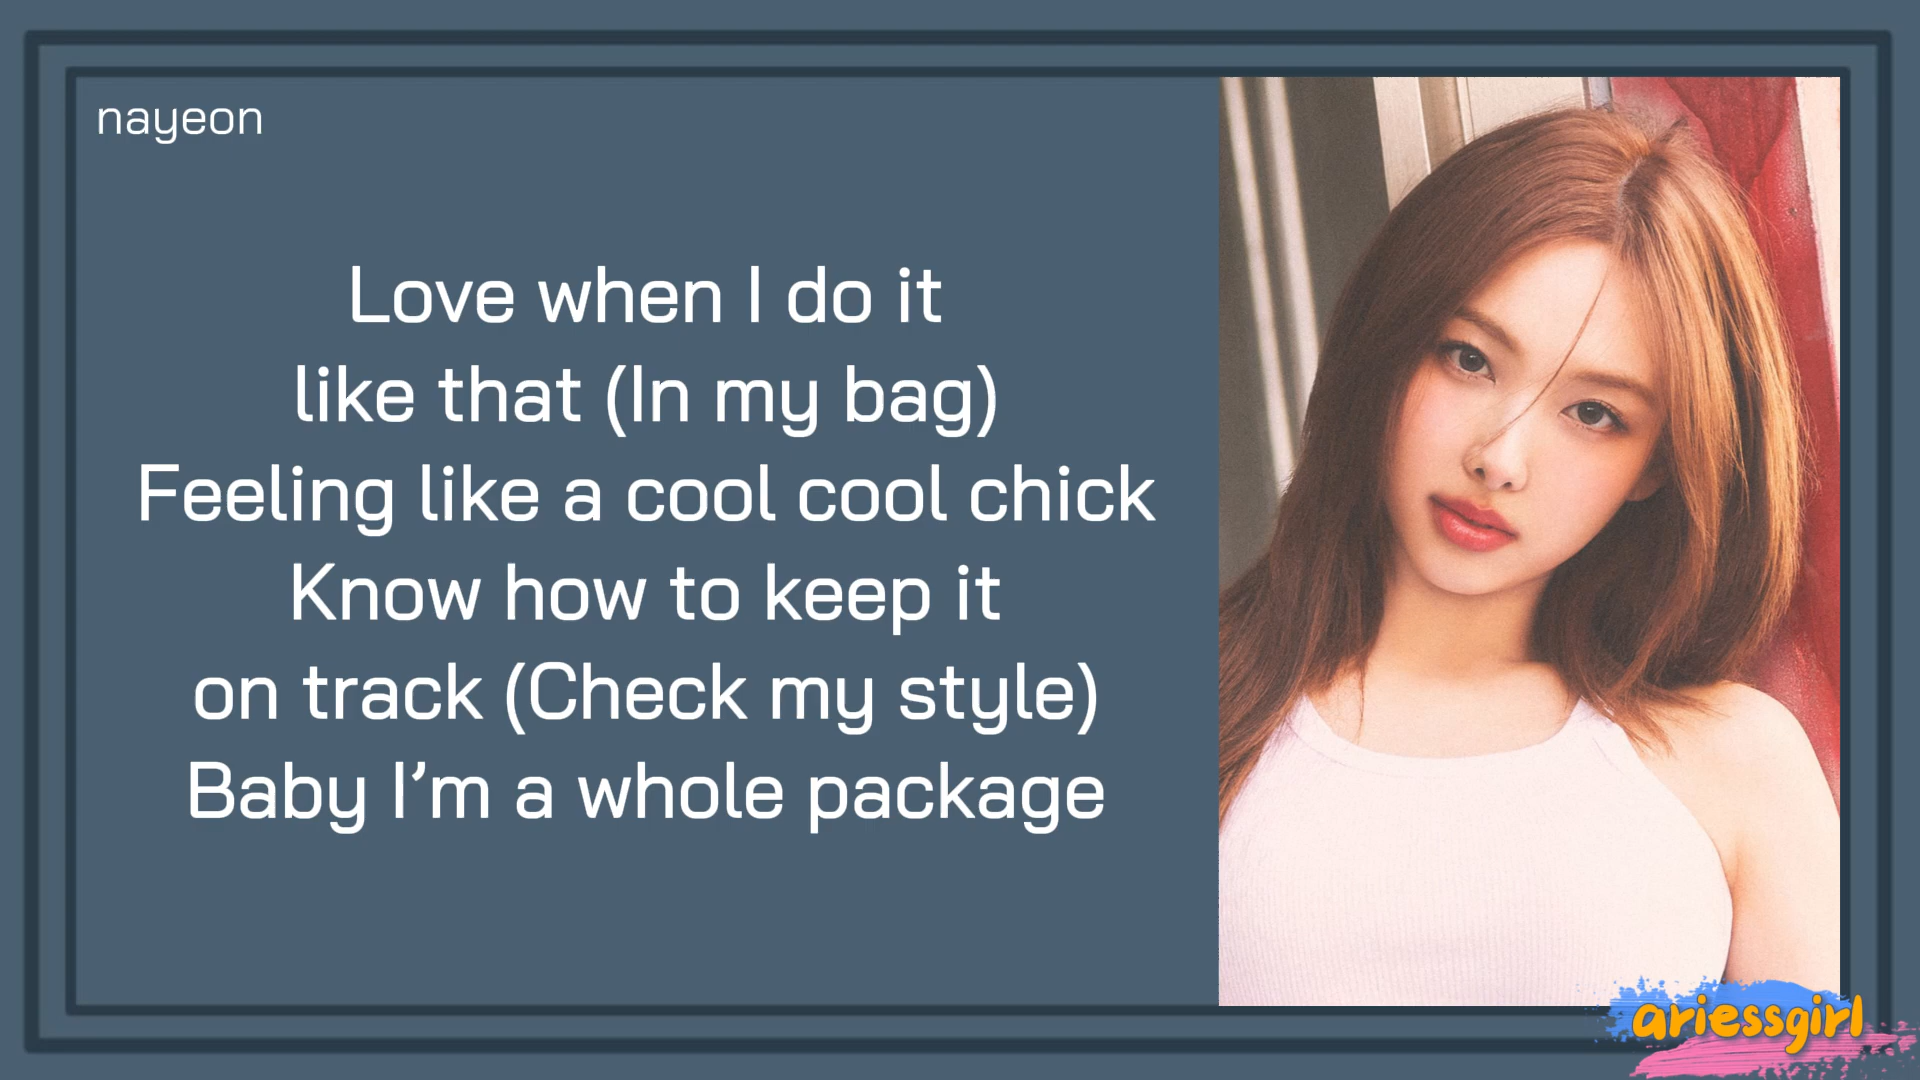 nayeon
Love when I do it
like that (In my bag)
Feeling like a cool cool chick
Know how to keep it
on track (Check my style)
Baby I’m a whole package
ariessgirl